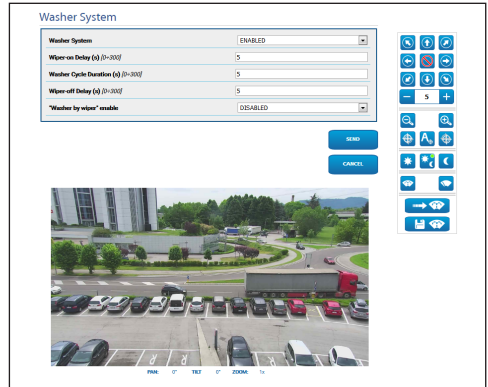 Washer System
Washer System ENABLED
Wiper-on Delay (s) [0÷300] 5
Washer Cycle Duration (s) [0÷300] 5
Wiper-off Delay (s) [0÷300] 5
"Washer by wiper" enable DISABLED
SEND
CANCEL
− 5 +
A
PAN: 0° TILT 0° ZOOM: 1x